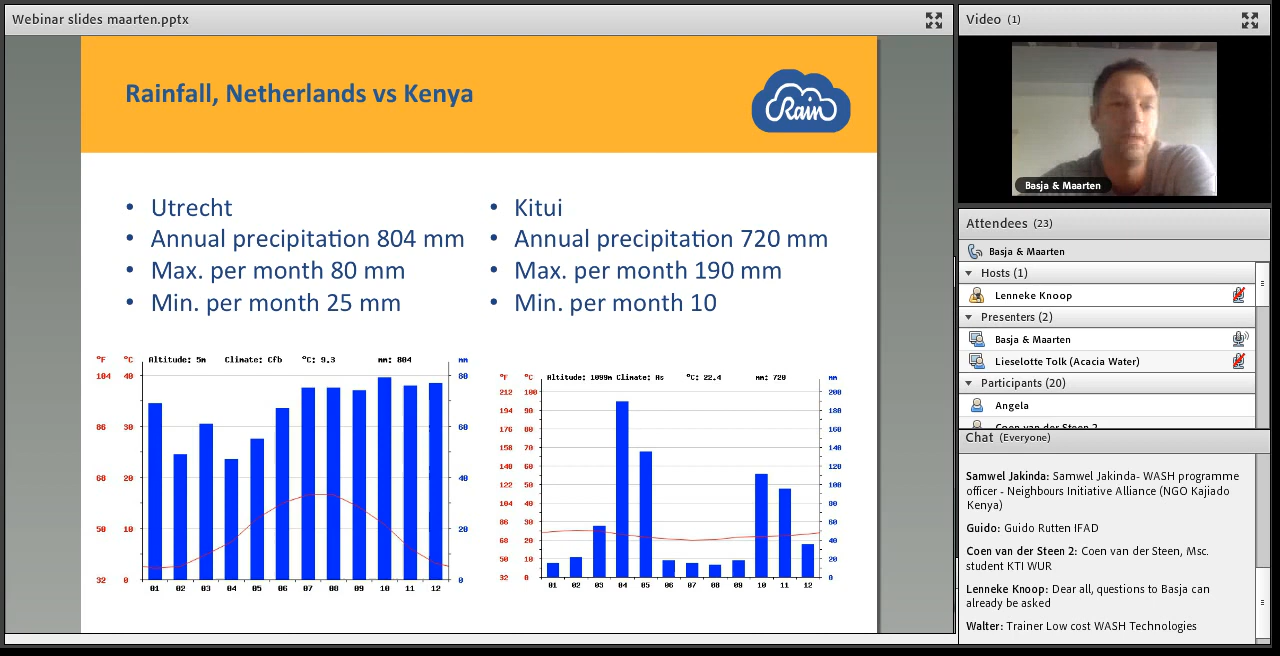 Webinar slides maarten.pptx
Rainfall, Netherlands vs Kenya
Rain
• Utrecht
• Annual precipitation 804 mm
• Max. per month 80 mm
• Min. per month 25 mm
• Kitui
• Annual precipitation 720 mm
• Max. per month 190 mm
• Min. per month 10
°F °C Altitude: 5m Climate: Cfb °C: 9.3 mm: 804 mm
104 40 80
86 30 60
68 20 40
50 10 20
32 0 0
01 02 03 04 05 06 07 08 09 10 11 12
°F °C Altitude: 1099m Climate: As °C: 22.4 mm: 720 mm
212 100 200
194 90 180
176 80 160
158 70 140
140 60 120
122 50 100
104 40 80
86 30 60
68 20 40
50 10 20
32 0 0
01 02 03 04 05 06 07 08 09 10 11 12
Video (1)
Basja & Maarten
Attendees (23)
Basja & Maarten
Hosts (1)
Lenneke Knoop
Presenters (2)
Basja & Maarten
Lieselotte Tolk (Acacia Water)
Participants (20)
Angela
Coen van der Steen 2
Chat (Everyone)
Samwel Jakinda: Samwel Jakinda- WASH programme
officer - Neighbours Initiative Alliance (NGO Kajiado
Kenya)
Guido: Guido Rutten IFAD
Coen van der Steen 2: Coen van der Steen, Msc.
student KTI WUR
Lenneke Knoop: Dear all, questions to Basja can
already be asked
Walter: Trainer Low cost WASH Technologies